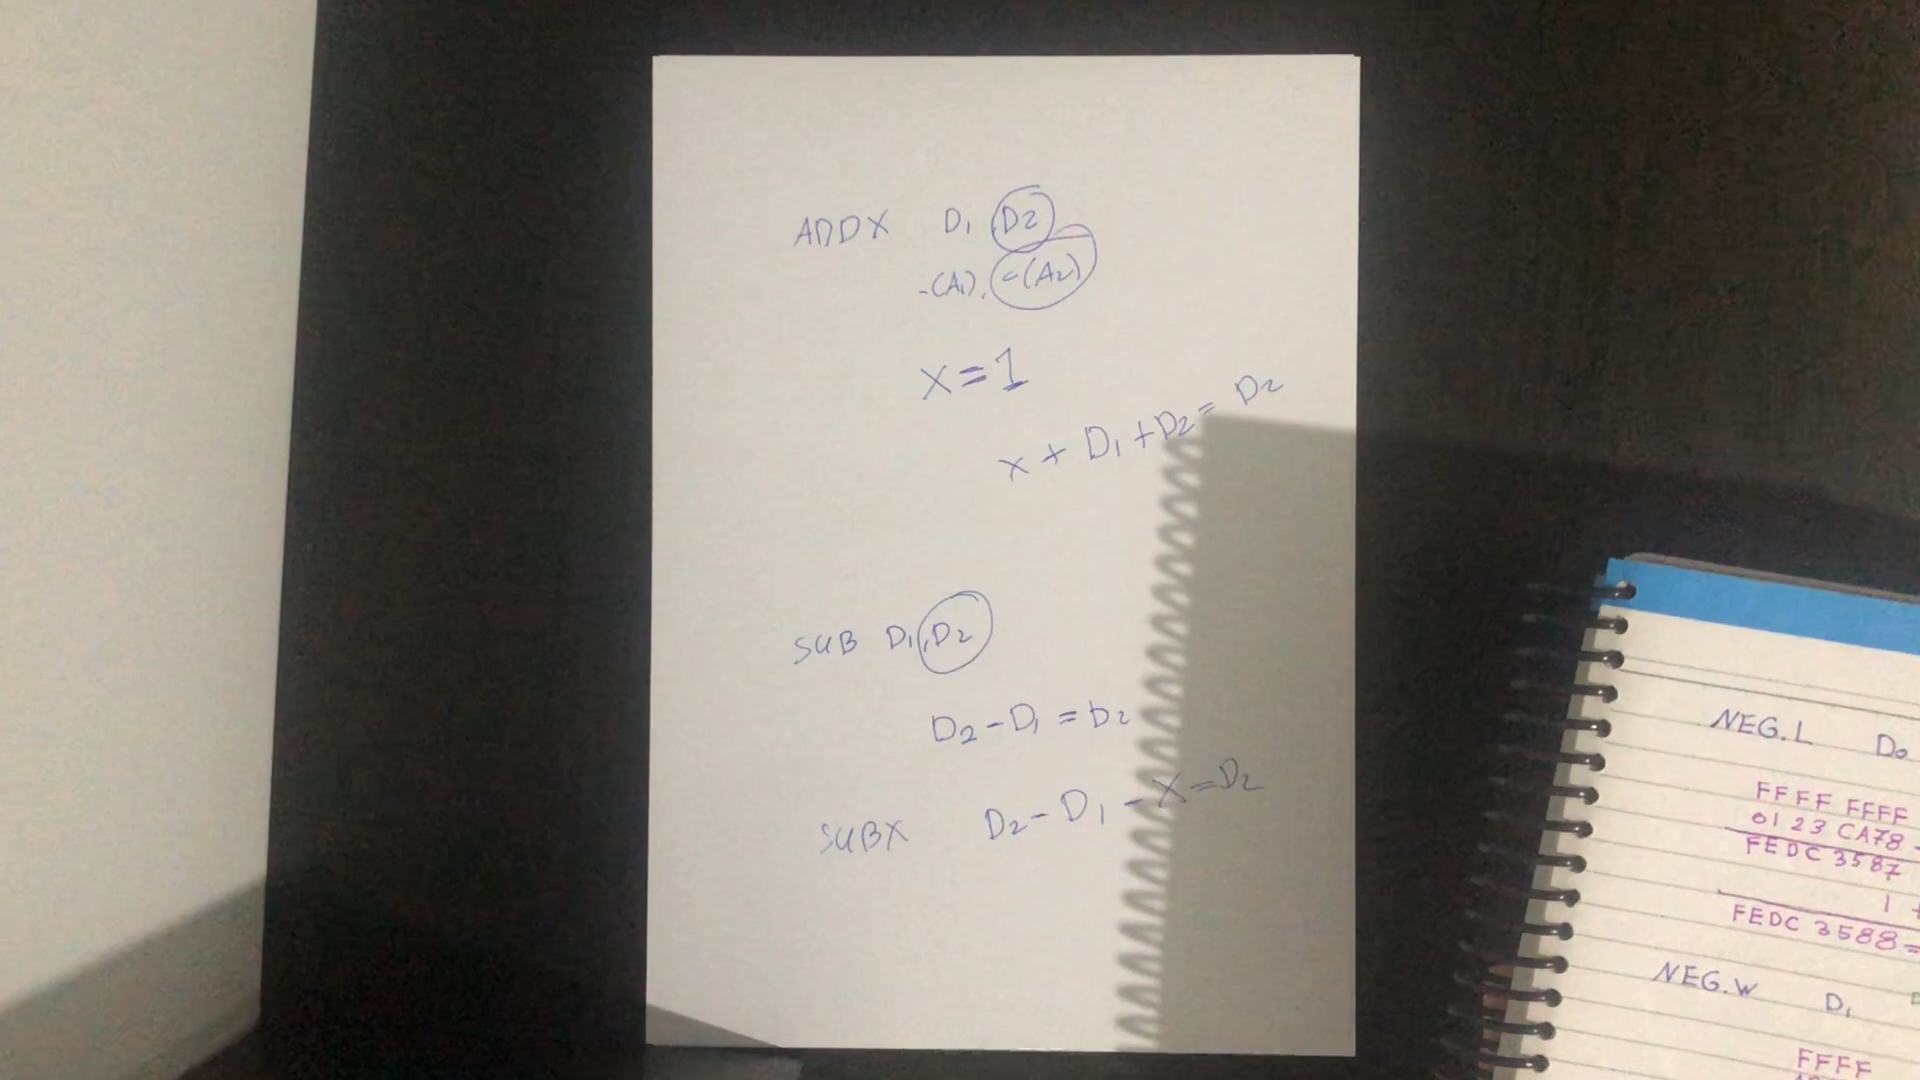 ADDX D1, D2
-(A1), -(A2)
X=1
X + D1 + D2 = D2
SUB D1, D2
D2 - D1 = D2
SUBX D2 - D1 - X = D2
NEG.L D0
FFFF FFFF
0123 CA78 -
FEDC 3587
1 +
FEDC 3588 =
NEG.W D1
FFFF